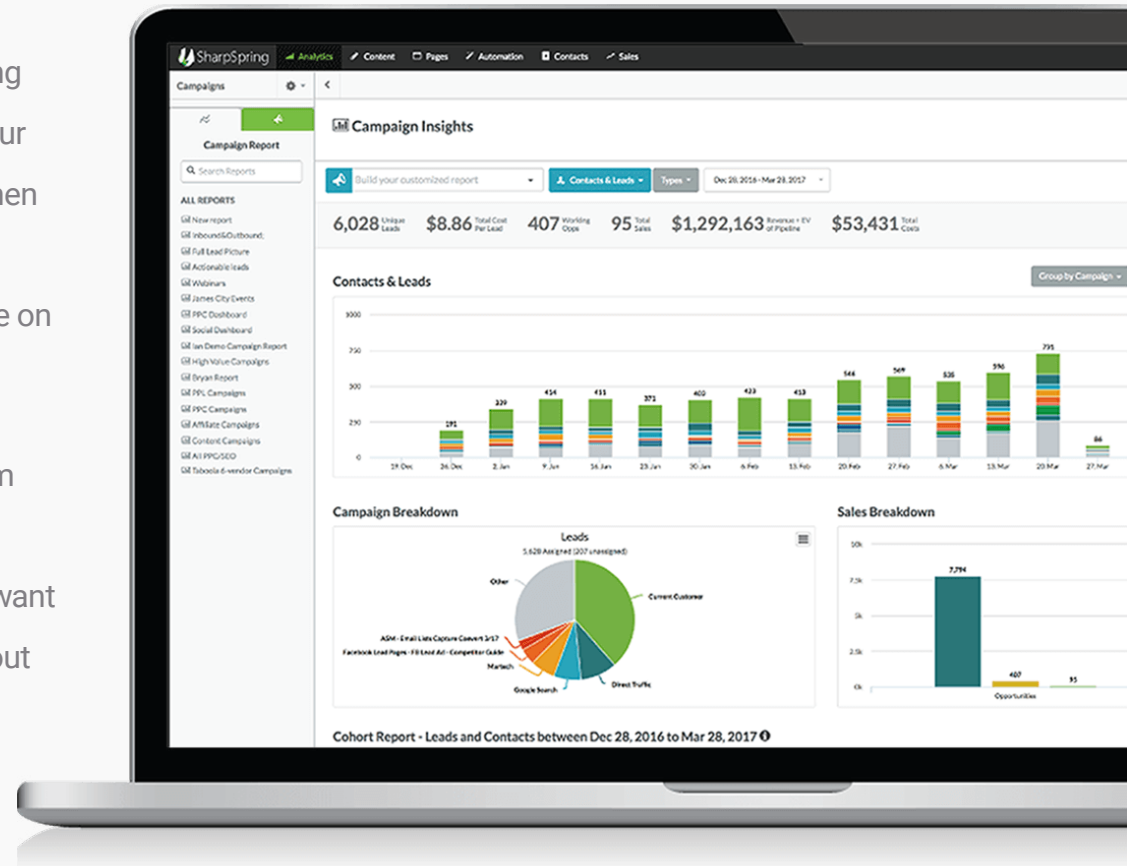 ng
ur
hen
e on
m
want
out
SharpSpring
Analytics
Content
Pages
Automation
Contacts
Sales
Campaigns
Campaign Report
Search Reports
ALL REPORTS
New report
Inbound&Outbound;
Full Lead Picture
Actionable leads
Webinars
James City Events
PPC Dashboard
Social Dashboard
Ian Demo Campaign Report
High Value Campaigns
Bryan Report
PPL Campaigns
PPC Campaigns
Affiliate Campaigns
Content Campaigns
All PPC/SEO
Taboola 6-vendor Campaigns
Campaign Insights
Build your customized report
Contacts & Leads
Types
Dec 28, 2016 - Mar 28, 2017
6,028 Unique Leads
$8.86 Total Cost Per Lead
407 Working Opps
95 Total Sales
$1,292,163 Revenue + EV of Pipeline
$53,431 Total Costs
Contacts & Leads
Group by Campaign
1000
750
500
250
0
191
339
414
411
371
403
423
413
546
569
535
596
735
86
19. Dec
26. Dec
2. Jan
9. Jan
16. Jan
23. Jan
30. Jan
6. Feb
13. Feb
20. Feb
27. Feb
6. Mar
13. Mar
20. Mar
27. Mar
Campaign Breakdown
Leads
5,628 Assigned (207 unassigned)
Other
Current Customer
ASM - Email Lists Capture Convert 3/17
Facebook Lead Pages - FB Lead Ad - Competitor Guide
Martech
Google Search
Direct Traffic
Sales Breakdown
10k
7.5k
5k
2.5k
0k
7,794
407
95
Opportunities
Cohort Report - Leads and Contacts between Dec 28, 2016 to Mar 28, 2017